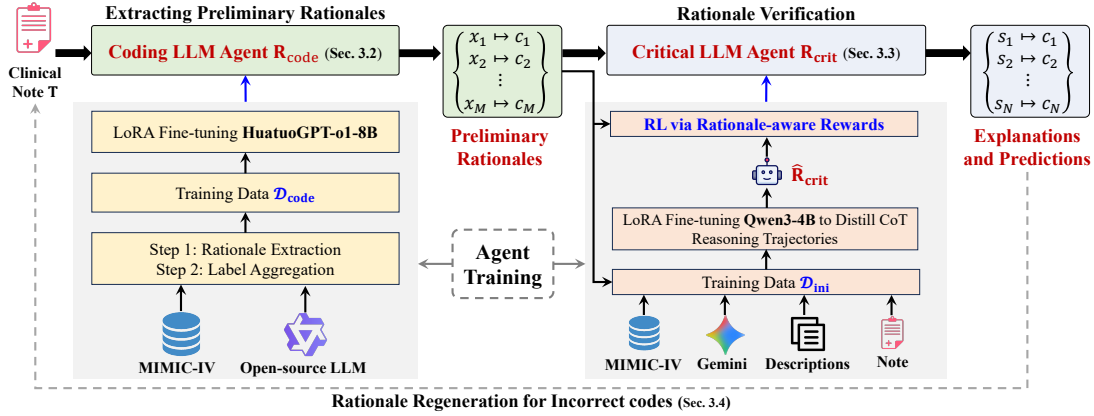 Extracting Preliminary Rationales
Rationale Verification
Clinical
Note T
Coding LLM Agent R_code (Sec. 3.2)
x_1 ↦ c_1
x_2 ↦ c_2
⋮
x_M ↦ c_M
Preliminary
Rationales
Critical LLM Agent R_crit (Sec. 3.3)
s_1 ↦ c_1
s_2 ↦ c_2
⋮
s_N ↦ c_N
Explanations
and Predictions
LoRA Fine-tuning HuatuoGPT-o1-8B
Training Data 𝒟_code
Step 1: Rationale Extraction
Step 2: Label Aggregation
MIMIC-IV
Open-source LLM
Agent
Training
RL via Rationale-aware Rewards
R̂_crit
LoRA Fine-tuning Qwen3-4B to Distill CoT
Reasoning Trajectories
Training Data 𝒟_ini
MIMIC-IV
Gemini
Descriptions
Note
Rationale Regeneration for Incorrect codes (Sec. 3.4)